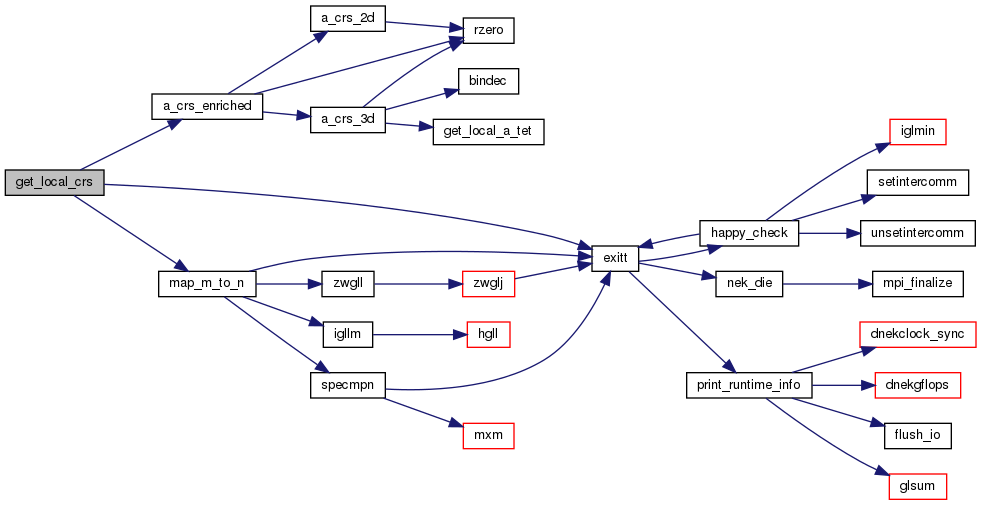 a_crs_2d
rzero
bindec
a_crs_enriched
a_crs_3d
get_local_a_tet
iglmin
get_local_crs
setintercomm
happy_check
unsetintercomm
exitt
map_m_to_n
zwgll
zwglj
nek_die
mpi_finalize
igllm
hgll
dnekclock_sync
specmpn
print_runtime_info
dnekgflops
mxm
flush_io
glsum